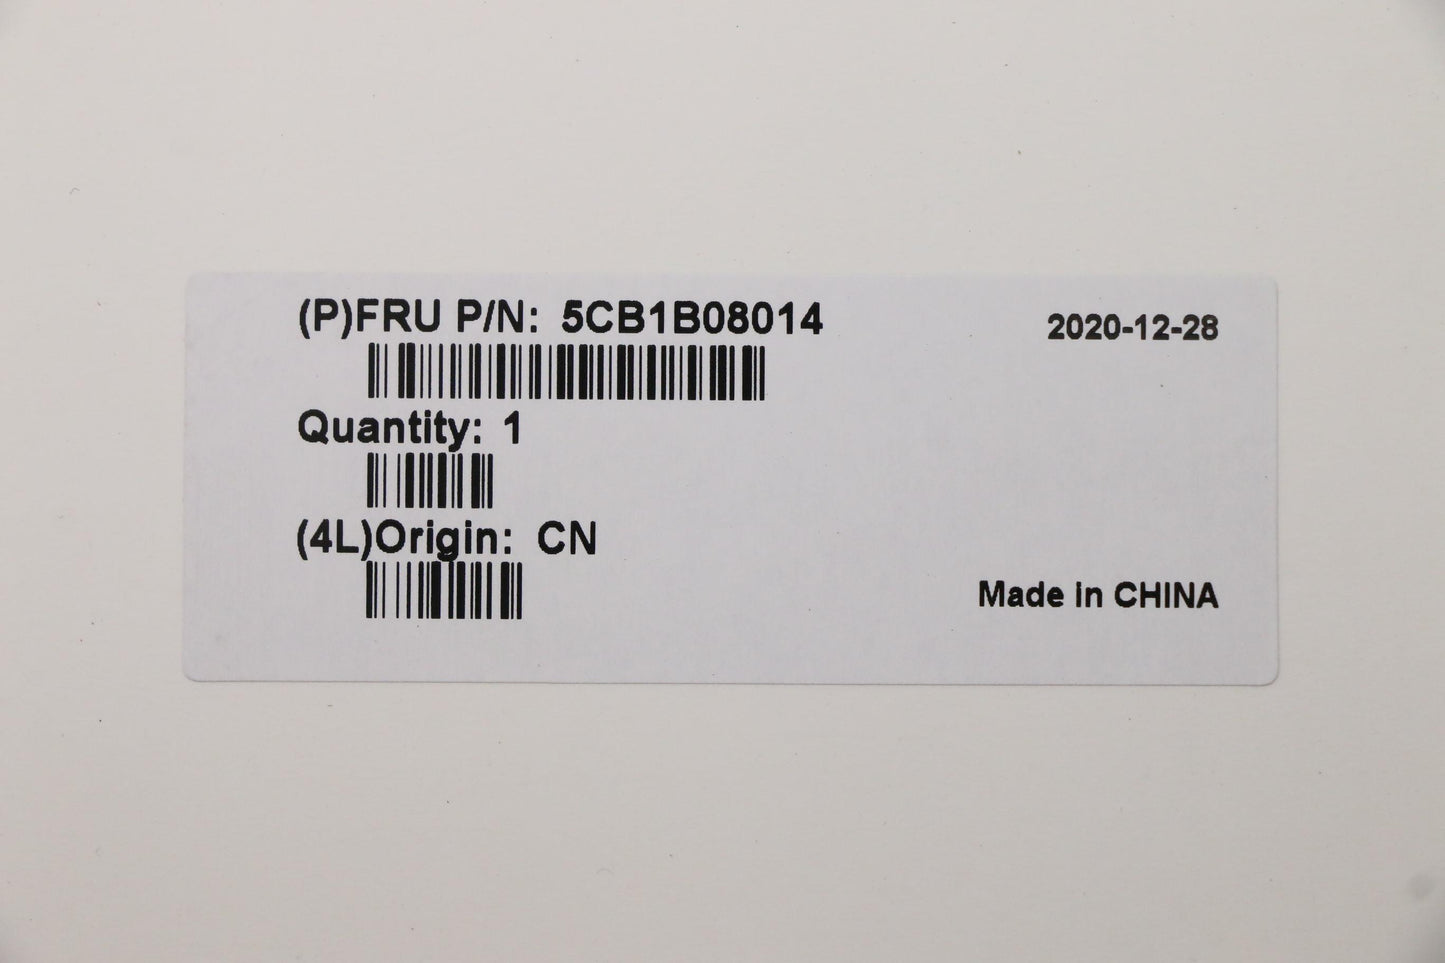 (P)FRU P/N: 5CB1B08014
2020-12-28
Quantity: 1
(4L)Origin: CN
Made in CHINA